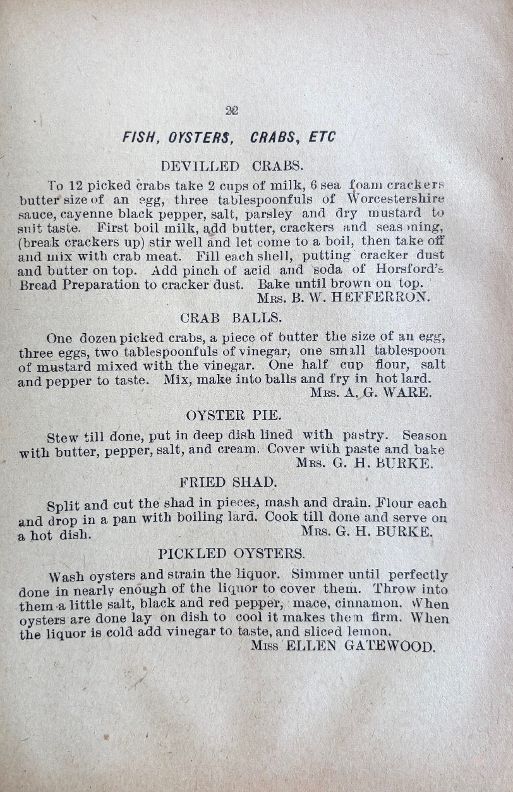 22
FISH, OYSTERS, CRABS, ETC
DEVILLED CRABS.
To 12 picked crabs take 2 cups of milk, 6 sea foam crackers
butter size of an egg, three tablespoonfuls of Worcestershire
sauce, cayenne black pepper, salt, parsley and dry mustard to
suit taste. First boil milk, add butter, crackers and seasoning,
(break crackers up) stir well and let come to a boil, then take off
and mix with crab meat. Fill each shell, putting cracker dust
and butter on top. Add pinch of acid and soda of Horsford's
Bread Preparation to cracker dust. Bake until brown on top.
MRS. B. W. HEFFERRON.
CRAB BALLS.
One dozen picked crabs, a piece of butter the size of an egg,
three eggs, two tablespoonfuls of vinegar, one small tablespoon
of mustard mixed with the vinegar. One half cup flour, salt
and pepper to taste. Mix, make into balls and fry in hot lard.
MRS. A. G. WARE.
OYSTER PIE.
Stew till done, put in deep dish lined with pastry. Season
with butter, pepper, salt, and cream. Cover with paste and bake
MRS. G. H. BURKE.
FRIED SHAD.
Split and cut the shad in pieces, mash and drain. Flour each
and drop in a pan with boiling lard. Cook till done and serve on
a hot dish. MRS. G. H. BURKE.
PICKLED OYSTERS.
Wash oysters and strain the liquor. Simmer until perfectly
done in nearly enough of the liquor to cover them. Throw into
them a little salt, black and red pepper, mace, cinnamon. When
oysters are done lay on dish to cool it makes them firm. When
the liquor is cold add vinegar to taste, and sliced lemon.
MISS ELLEN GATEWOOD.